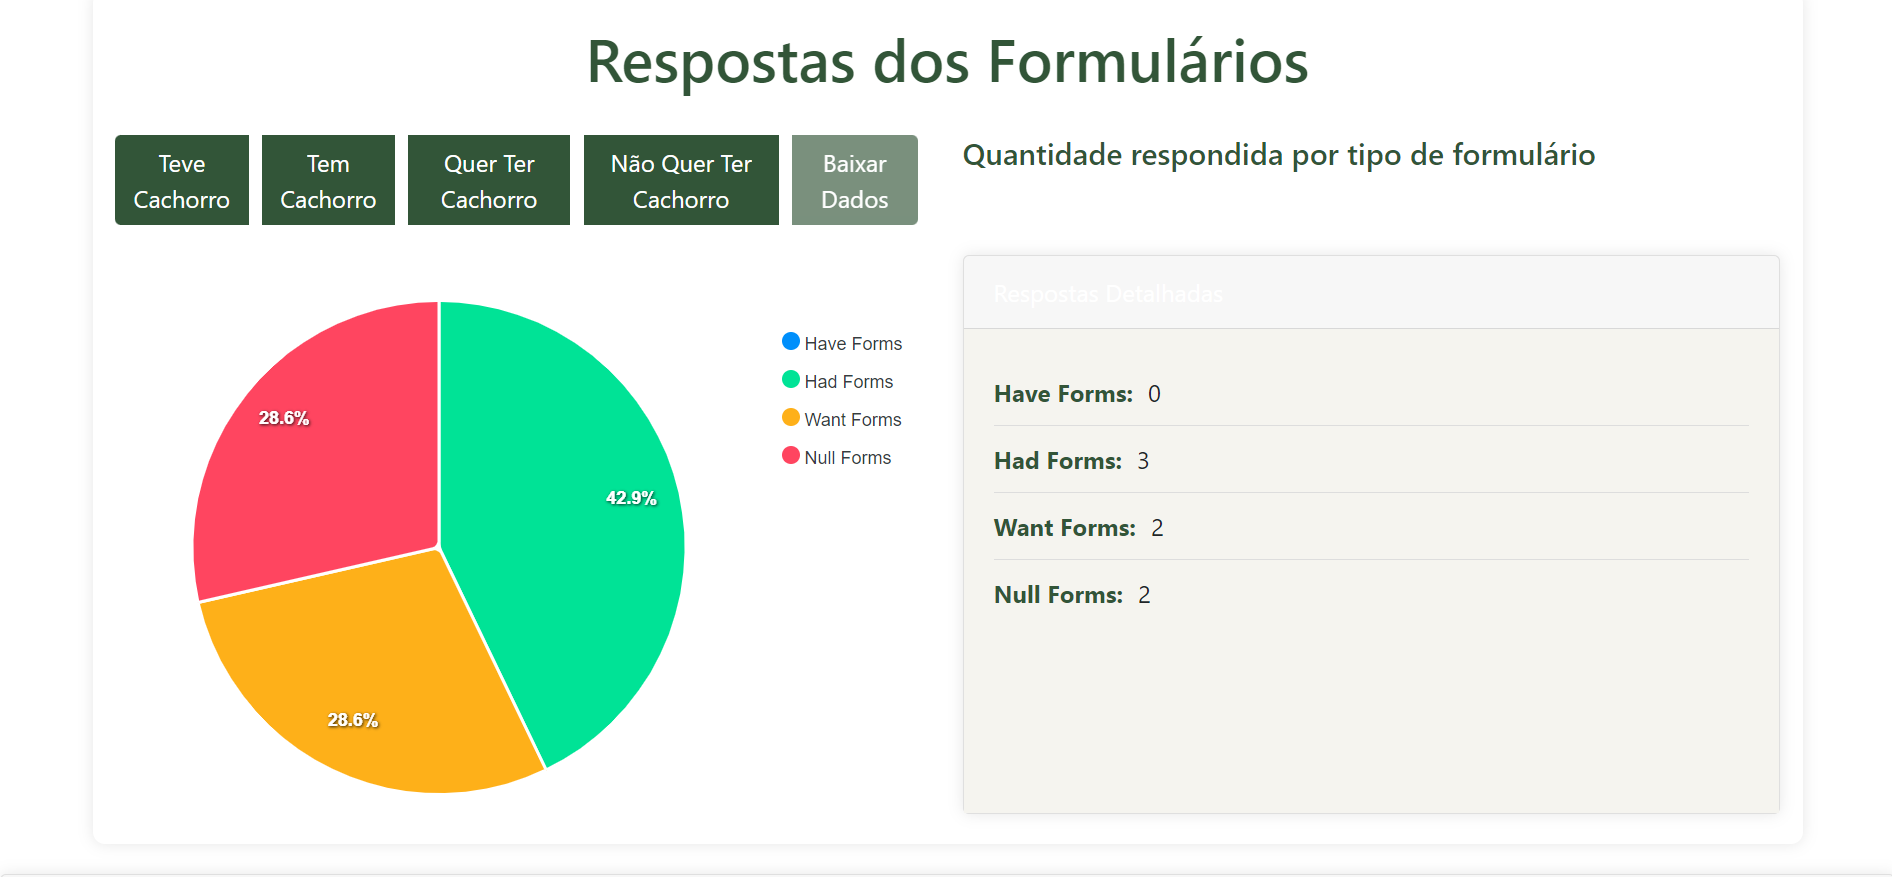 Respostas dos Formulários
Teve
Cachorro
Tem
Cachorro
Quer Ter
Cachorro
Não Quer Ter
Cachorro
Baixar
Dados
28.6%
42.9%
28.6%
Have Forms
Had Forms
Want Forms
Null Forms
Quantidade respondida por tipo de formulário
Respostas Detalhadas
Have Forms: 0
Had Forms: 3
Want Forms: 2
Null Forms: 2